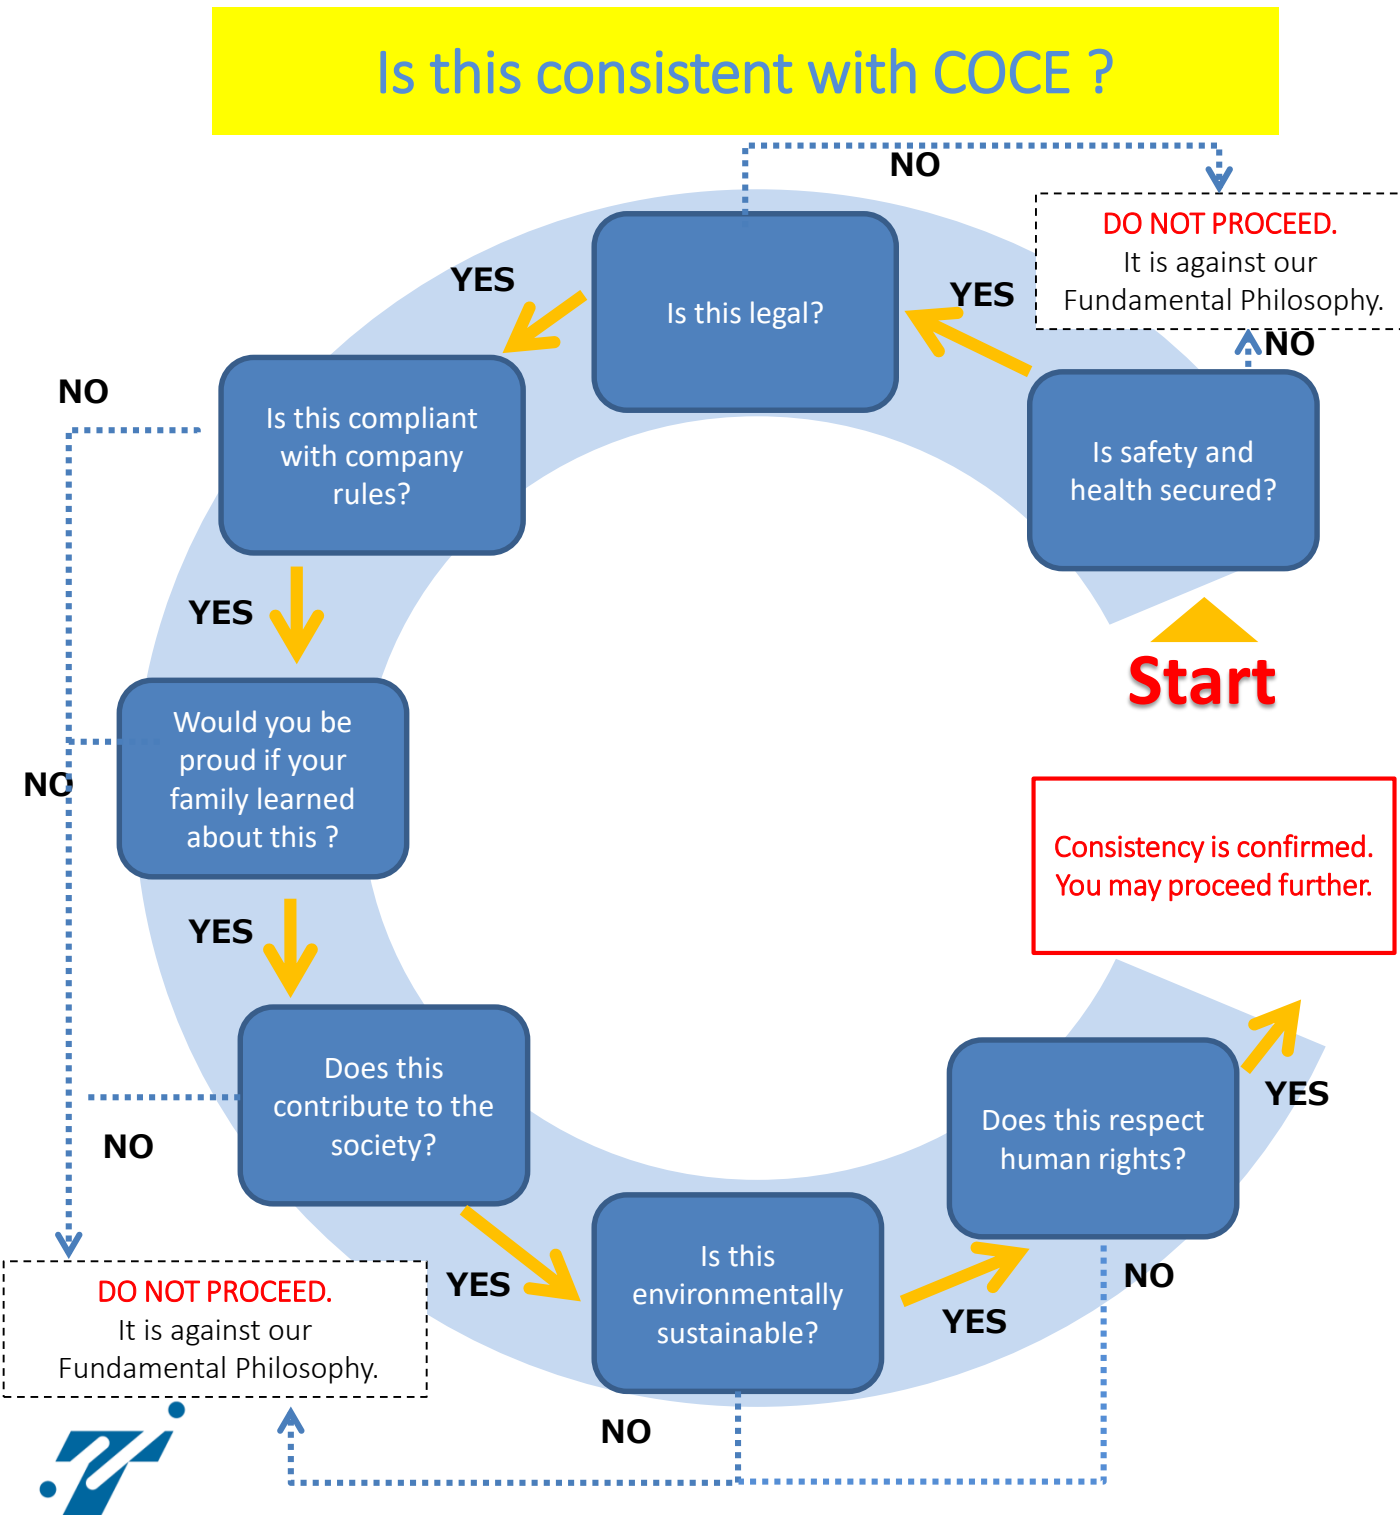 Is this consistent with COCE ?
NO
DO NOT PROCEED.
It is against our
Fundamental Philosophy.
YES
Is this legal?
YES
NO
NO
Is this compliant
with company
rules?
Is safety and
health secured?
YES
Start
Would you be
proud if your
family learned
about this ?
NO
Consistency is confirmed.
You may proceed further.
YES
Does this
contribute to the
society?
NO
YES
Does this respect
human rights?
YES
Is this
environmentally
sustainable?
YES
NO
DO NOT PROCEED.
It is against our
Fundamental Philosophy.
NO